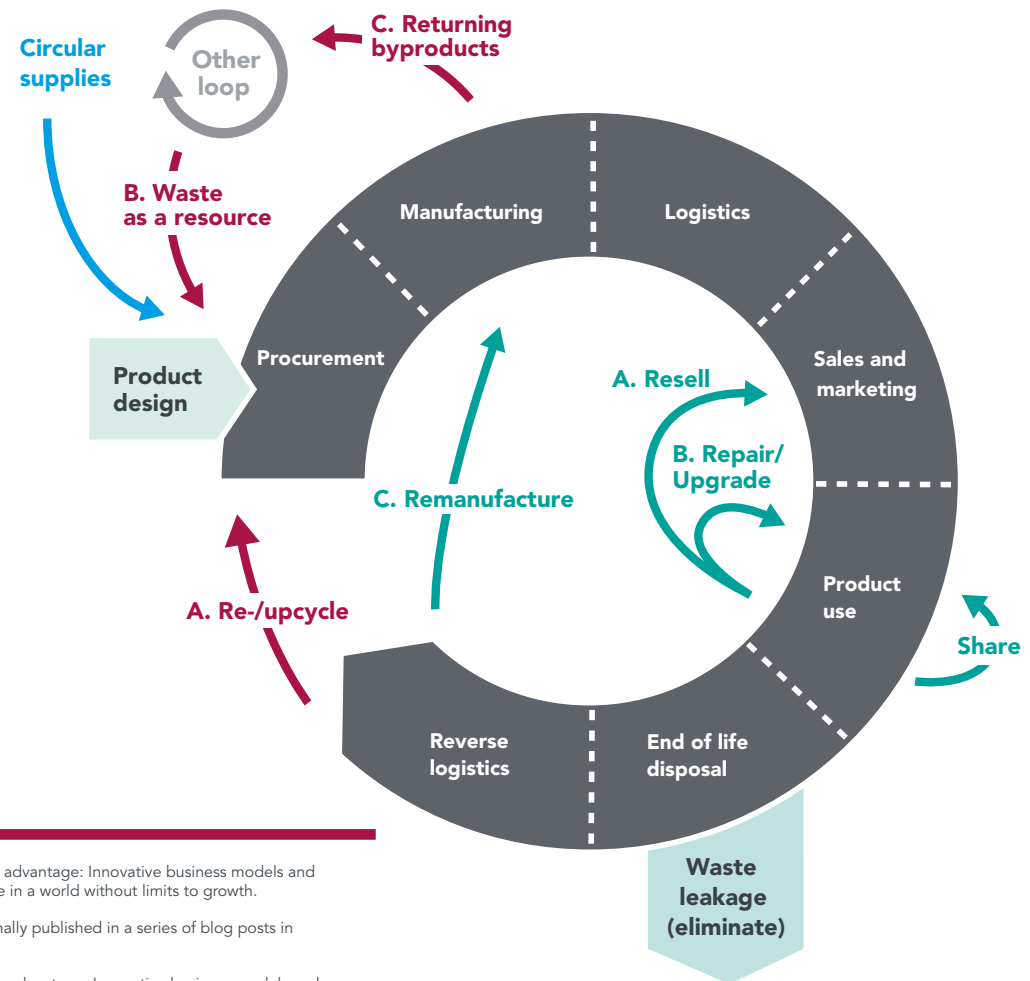 Circular
supplies
Other
loop
C. Returning
byproducts
B. Waste
as a resource
Manufacturing
Logistics
Product
design
Procurement
Sales and
marketing
A. Resell
B. Repair/
Upgrade
C. Remanufacture
Product
use
Share
A. Re-/upcycle
Reverse
logistics
End of life
disposal
Waste
leakage
(eliminate)
advantage: Innovative business models and
in a world without limits to growth.
published in a series of blog posts in